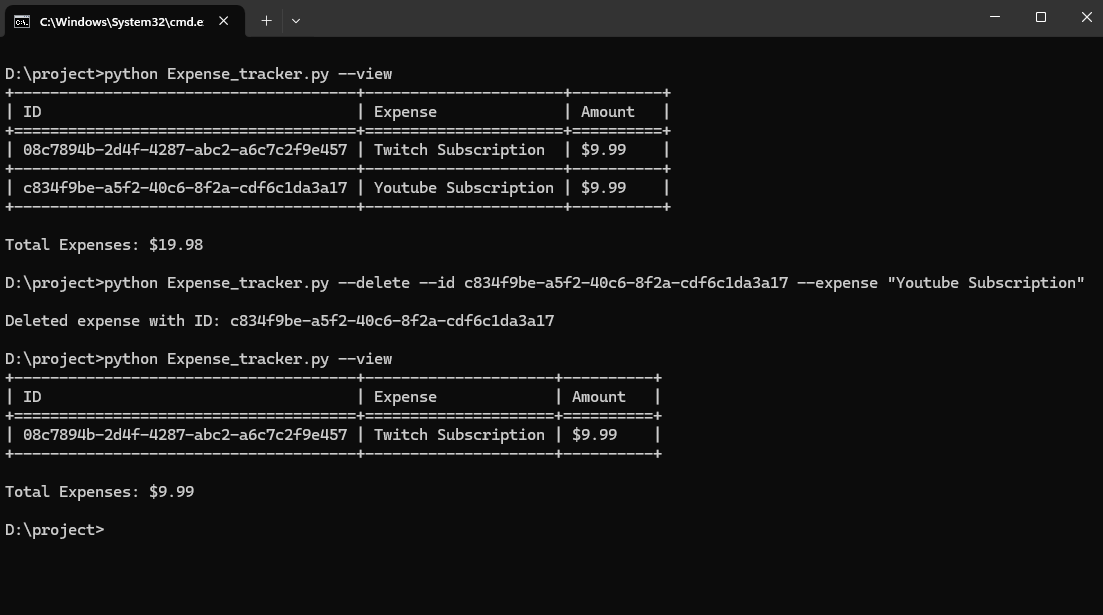 C:\Windows\System32\cmd.e
D:\project>python Expense_tracker.py --view
+-------------------------------------+----------------------+----------+
| ID                                   | Expense              | Amount   |
+=====================================+======================+==========+
| 08c7894b-2d4f-4287-abc2-a6c7c2f9e457 | Twitch Subscription  | $9.99    |
+-------------------------------------+----------------------+----------+
| c834f9be-a5f2-40c6-8f2a-cdf6c1da3a17 | Youtube Subscription | $9.99    |
+-------------------------------------+----------------------+----------+
Total Expenses: $19.98
D:\project>python Expense_tracker.py --delete --id c834f9be-a5f2-40c6-8f2a-cdf6c1da3a17 --expense "Youtube Subscription"
Deleted expense with ID: c834f9be-a5f2-40c6-8f2a-cdf6c1da3a17
D:\project>python Expense_tracker.py --view
+-------------------------------------+---------------------+----------+
| ID                                   | Expense             | Amount   |
+=====================================+=====================+==========+
| 08c7894b-2d4f-4287-abc2-a6c7c2f9e457 | Twitch Subscription | $9.99    |
+-------------------------------------+---------------------+----------+
Total Expenses: $9.99
D:\project>